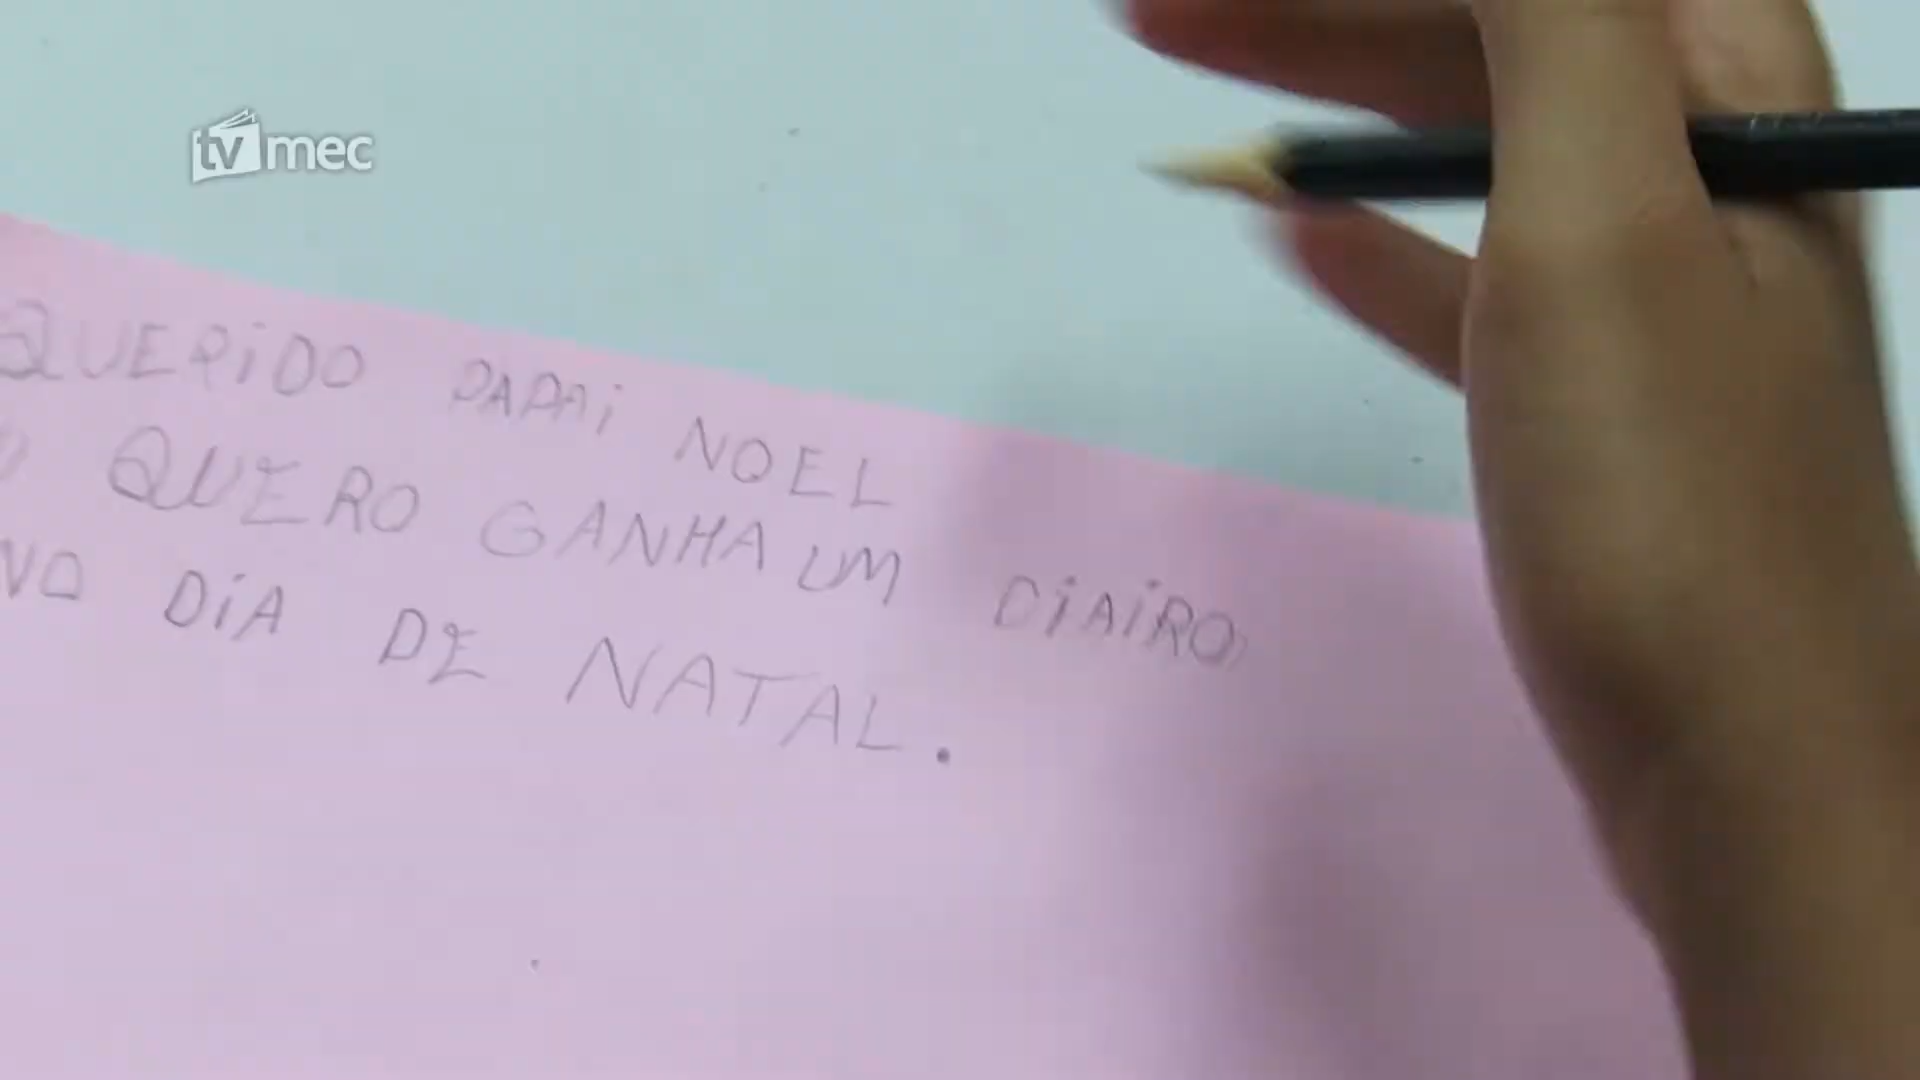 tv mec
QUERiDO PAPAi NOEL
QUERO GANHA UM DiAiRO
NO DiA DE NATAL.